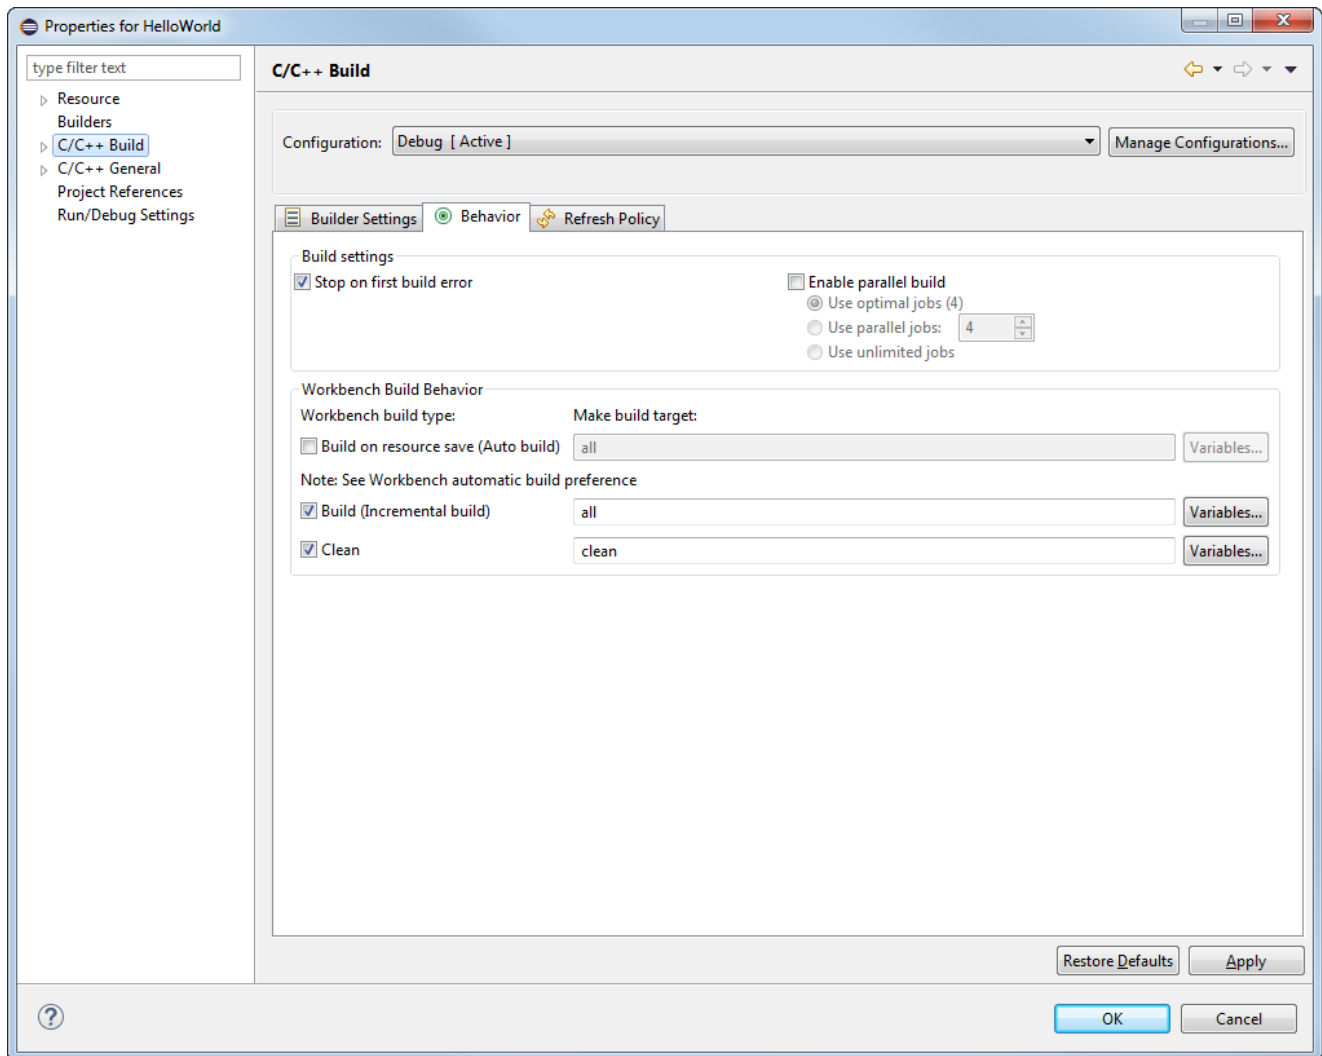 Properties for HelloWorld
type filter text
Resource
Builders
C/C++ Build
C/C++ General
Project References
Run/Debug Settings
C/C++ Build
Configuration: Debug [ Active ] Manage Configurations...
Builder Settings Behavior Refresh Policy
Build settings
Stop on first build error Enable parallel build
Use optimal jobs (4)
Use parallel jobs: 4
Use unlimited jobs
Workbench Build Behavior
Workbench build type: Make build target:
Build on resource save (Auto build) all Variables...
Note: See Workbench automatic build preference
Build (Incremental build) all Variables...
Clean clean Variables...
Restore Defaults Apply
? OK Cancel